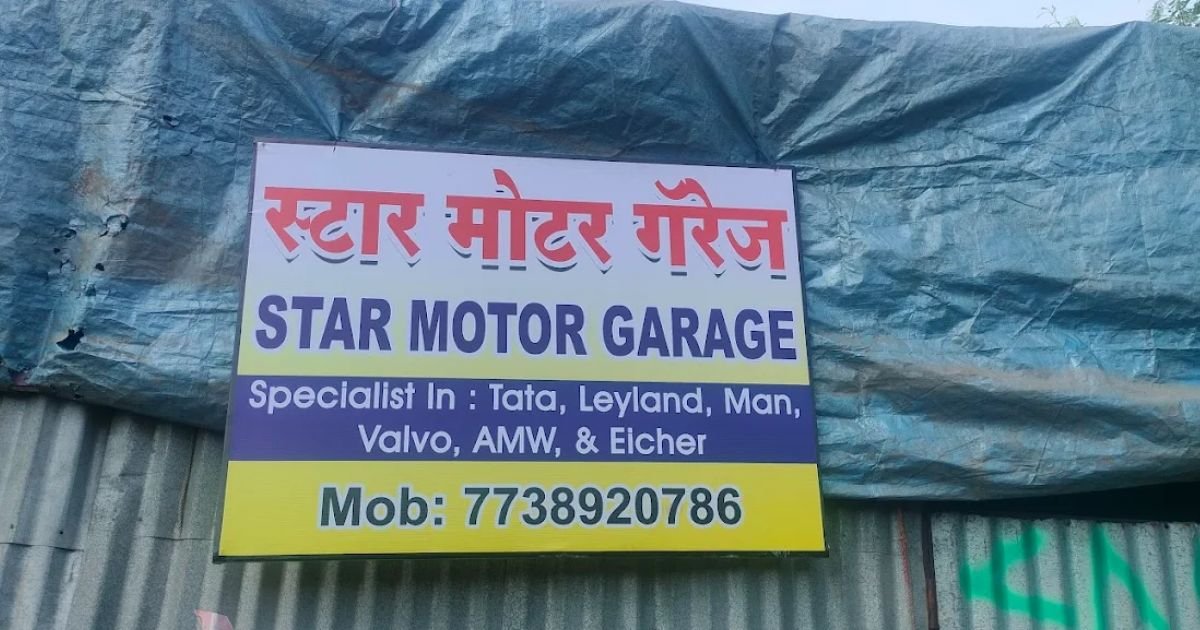 स्टार मोटर गॅरेज
STAR MOTOR GARAGE
Specialist In : Tata, Leyland, Man,
Valvo, AMW, & Eicher
Mob: 7738920786